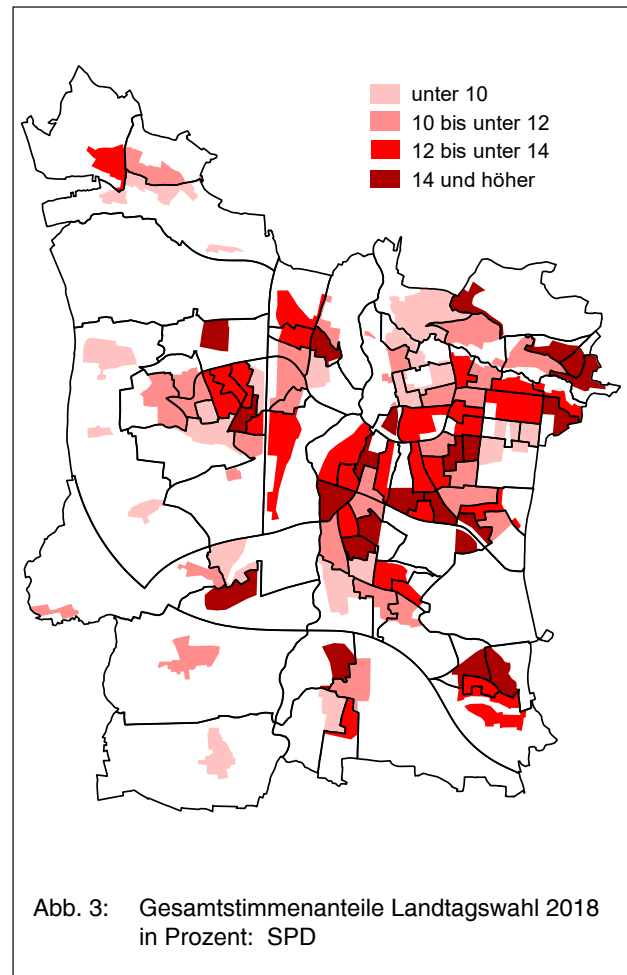 unter 10
10 bis unter 12
12 bis unter 14
14 und höher
Abb. 3: Gesamtstimmenanteile Landtagswahl 2018
in Prozent: SPD